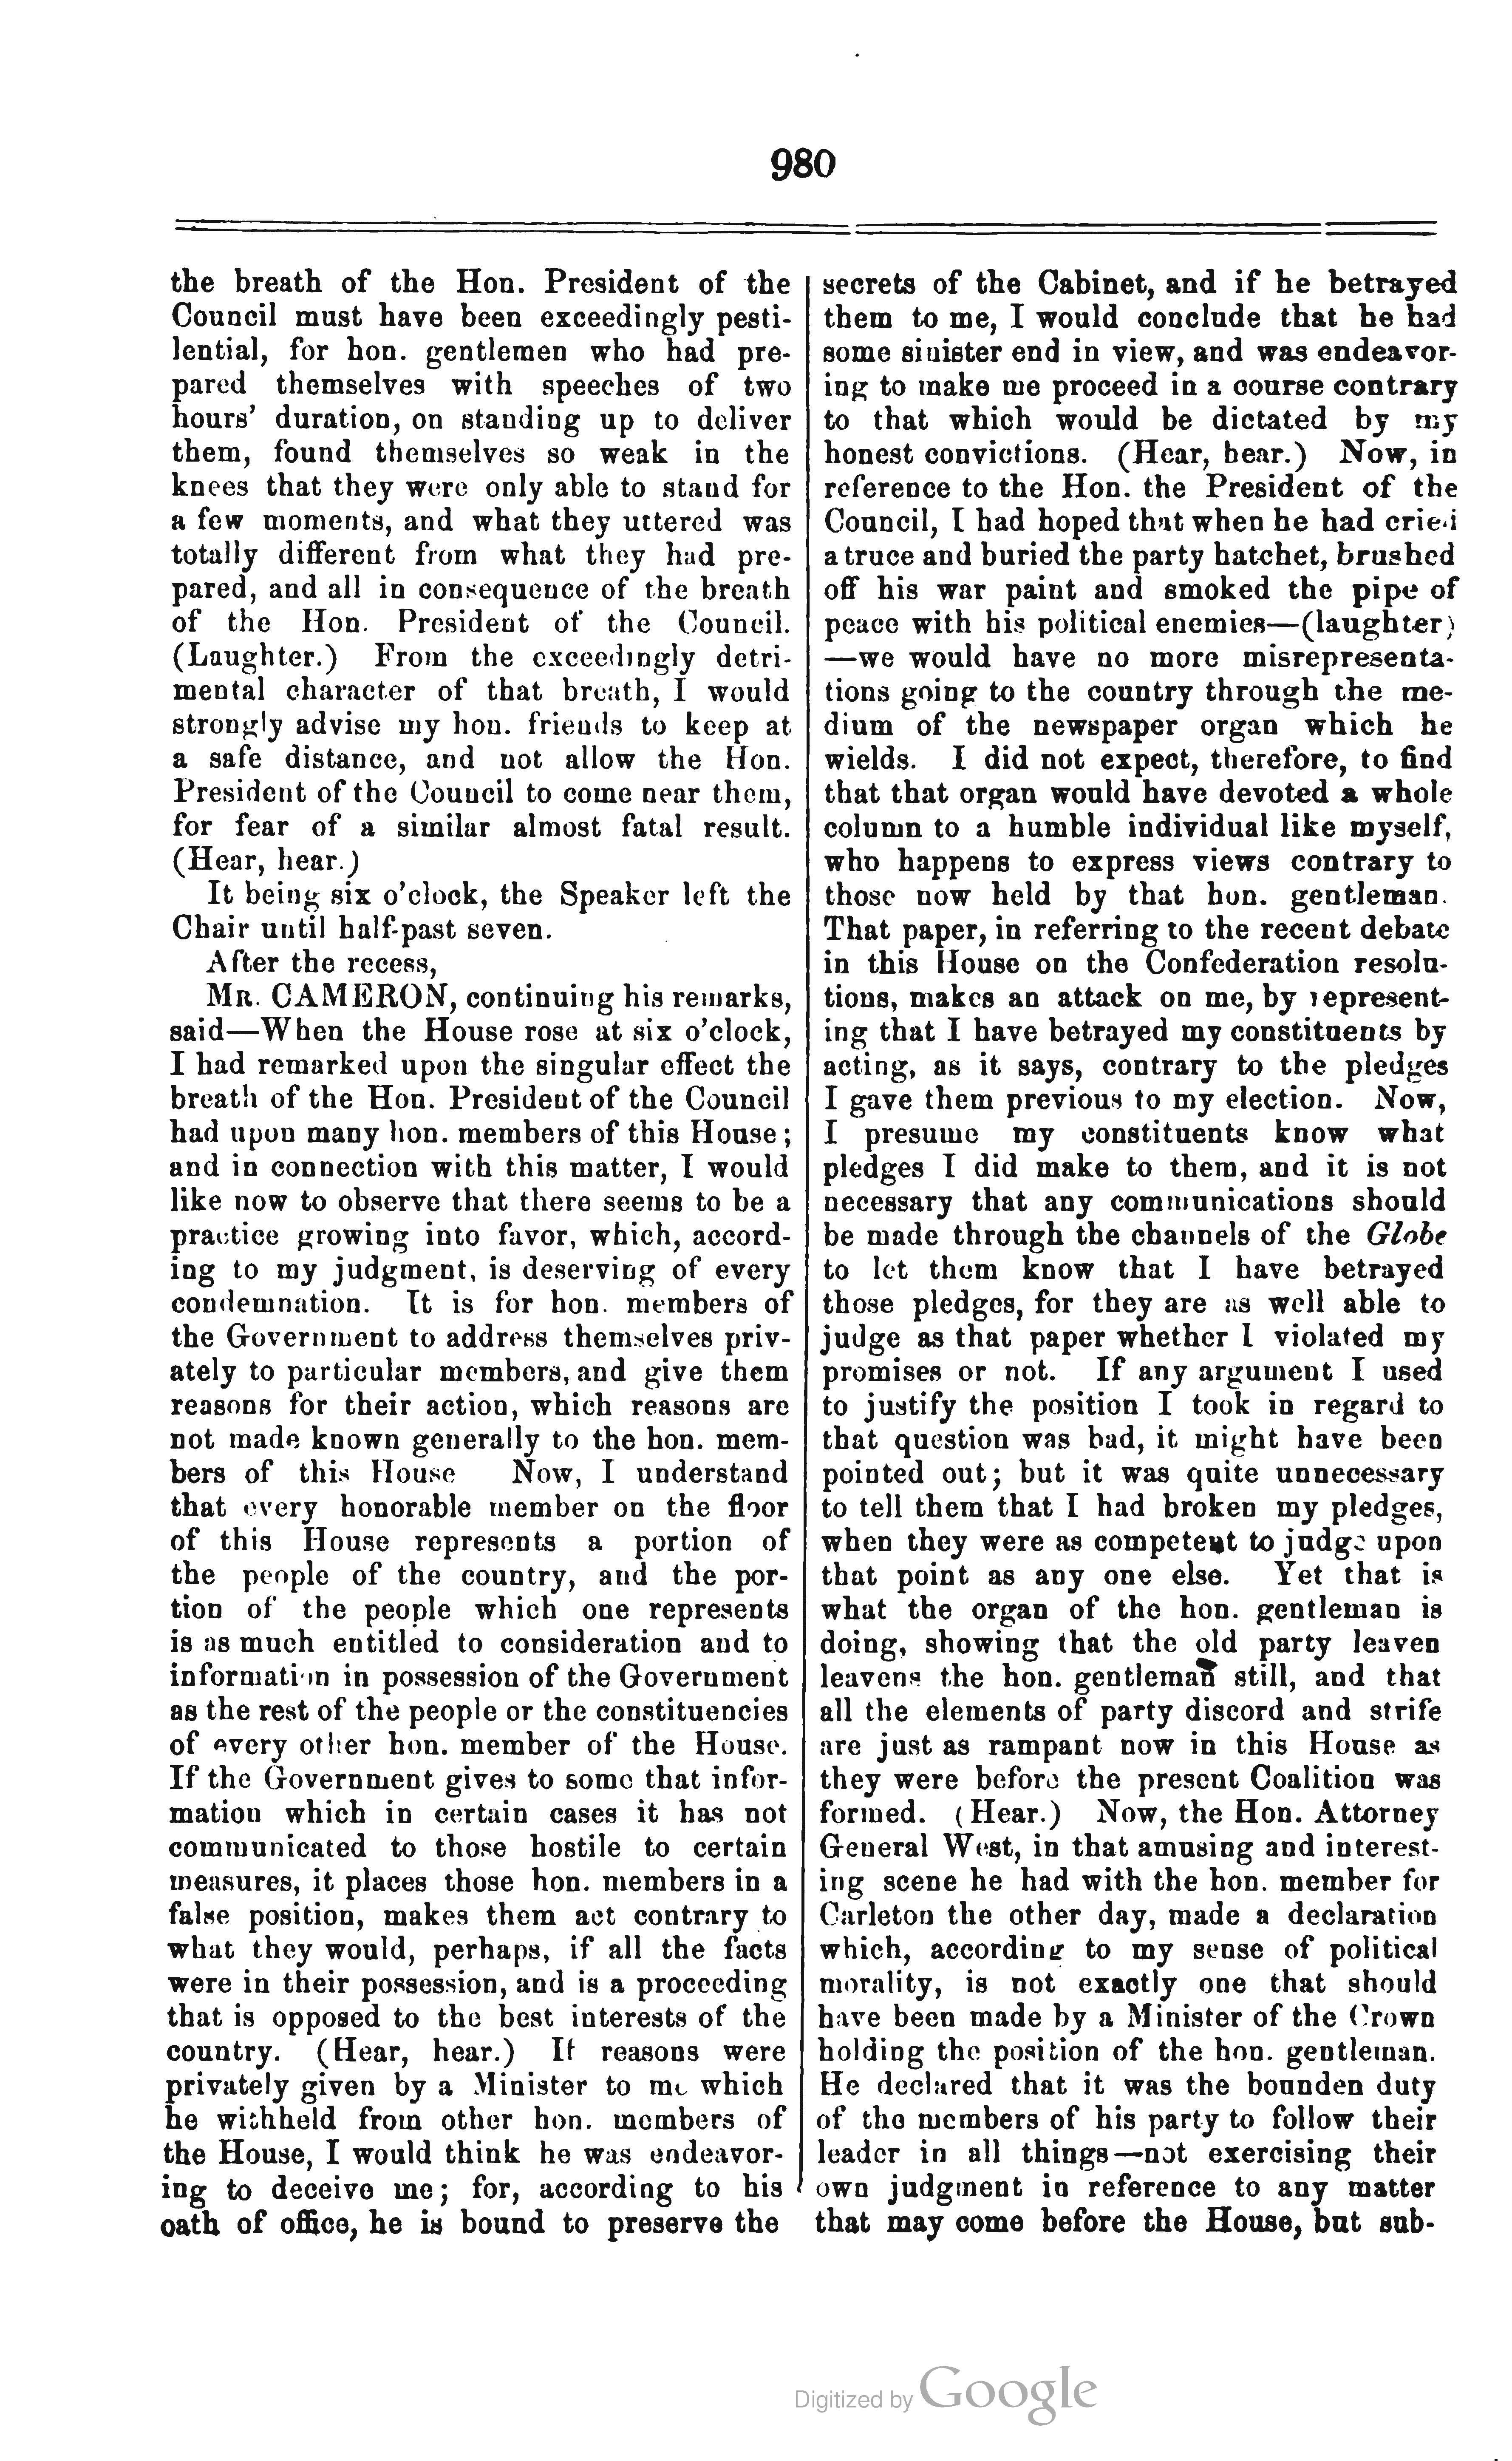 980
the breath of the Hon. President of the
Council must have been exceedingly pesti-
lential, for hon. gentlemen who had pre-
pared themselves with speeches of two
hours' duration, on standing up to deliver
them, found themselves so weak in the
knees that they were only able to stand for
a few moments, and what they uttered was
totally different from what they had pre-
pared, and all in consequence of the breath
of the Hon. President of the Council.
(Laughter.) From the exceedingly detri-
mental character of that breath, I would
strongly advise my hon. friends to keep at
a safe distance, and not allow the Hon.
President of the Council to come near them,
for fear of a similar almost fatal result.
(Hear, hear.)
It being six o'clock, the Speaker left the
Chair until half-past seven.
After the recess,
MR. CAMERON, continuing his remarks,
said—When the House rose at six o'clock,
I had remarked upon the singular effect the
breath of the Hon. President of the Council
had upon many hon. members of this House;
and in connection with this matter, I would
like now to observe that there seems to be a
practice growing into favor, which, accord-
ing to my judgment, is deserving of every
condemnation. It is for hon. members of
the Government to address themselves priv-
ately to particular members, and give them
reasons for their action, which reasons are
not made known generally to the hon. mem-
bers of this House Now, I understand
that every honorable member on the floor
of this House represents a portion of
the people of the country, and the por-
tion of the people which one represents
is as much entitled to consideration and to
information in possession of the Government
as the rest of the people or the constituencies
of every other hon. member of the House.
If the Government gives to some that infor-
mation which in certain cases it has not
communicated to those hostile to certain
measures, it places those hon. members in a
false position, makes them act contrary to
what they would, perhaps, if all the facts
were in their possession, and is a proceeding
that is opposed to the best interests of the
country. (Hear, hear.) If reasons were
privately given by a Minister to me which
he withheld from other hon. members of
the House, I would think he was endeavor-
ing to deceive me; for, according to his
oath of office, he is bound to preserve the
secrets of the Cabinet, and if he betrayed
them to me, I would conclude that he had
some sinister end in view, and was endeavor-
ing to make me proceed in a course contrary
to that which would be dictated by my
honest convictions. (Hear, hear.) Now, in
reference to the Hon. the President of the
Council, I had hoped that when he had cried
a truce and buried the party hatchet, brushed
off his war paint and smoked the pipe of
peace with his political enemies—(laughter)
—we would have no more misrepresenta-
tions going to the country through the me-
dium of the newspaper organ which he
wields. I did not expect, therefore, to find
that that organ would have devoted a whole
column to a humble individual like myself,
who happens to express views contrary to
those now held by that hon. gentleman.
That paper, in referring to the recent debate
in this House on the Confederation resolu-
tions, makes an attack on me, by represent-
ing that I have betrayed my constituents by
acting, as it says, contrary to the pledges
I gave them previous to my election. Now,
I presume my constituents know what
pledges I did make to them, and it is not
necessary that any communications should
be made through the channels of the Globe
to let them know that I have betrayed
those pledges, for they are as well able to
judge as that paper whether I violated my
promises or not. If any argument I used
to justify the position I took in regard to
that question was bad, it might have been
pointed out; but it was quite unnecessary
to tell them that I had broken my pledges,
when they were as competent to judge upon
that point as any one else. Yet that is
what the organ of the hon. gentleman is
doing, showing that the old party leaven
leavens the hon. gentleman still, and that
all the elements of party discord and strife
are just as rampant now in this House as
they were before the present Coalition was
formed. (Hear.) Now, the Hon. Attorney
General West, in that amusing and interest-
ing scene he had with the hon. member for
Carleton the other day, made a declaration
which, according to my sense of political
morality, is not exactly one that should
have been made by a Minister of the Crown
holding the position of the hon. gentleman.
He declared that it was the bounden duty
of the members of his party to follow their
leader in all things—not exercising their
own judgment in reference to any matter
that may come before the House, but sub-
Digitized by Google